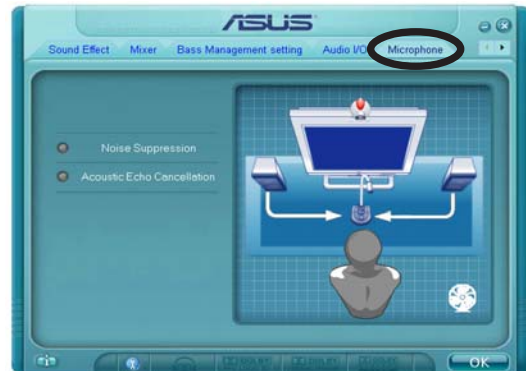 ASUS
Sound Effect Mixer Bass Management setting Audio I/O Microphone
Noise Suppression
Acoustic Echo Cancellation
OK